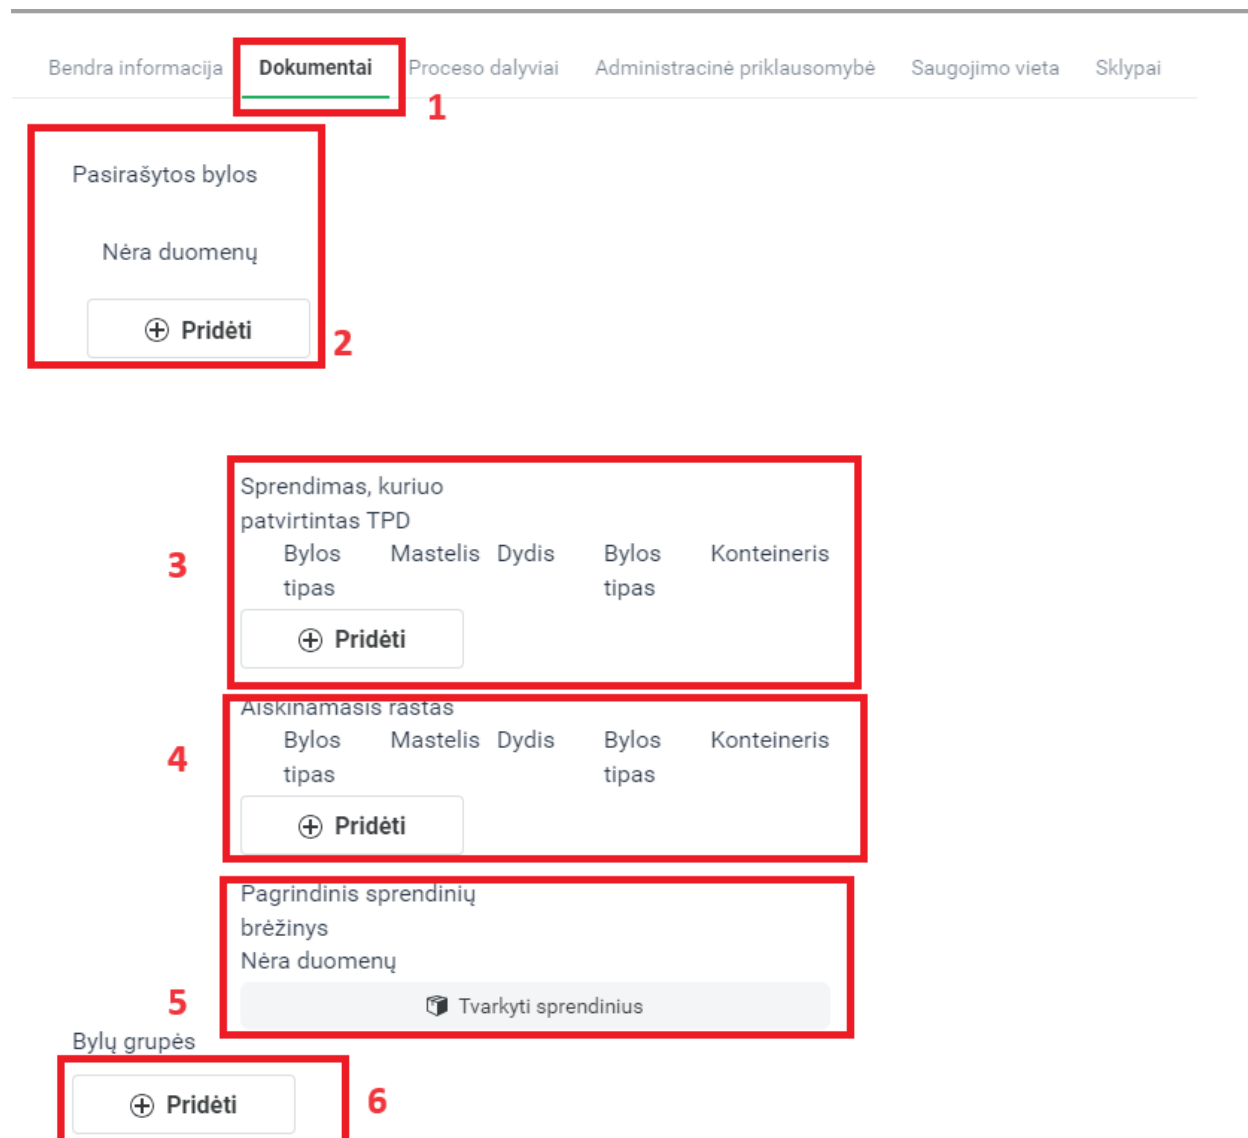 Bendra informacija Dokumentai Proceso dalyviai Administracinė priklausomybė Saugojimo vieta Sklypai
1
Pasirašytos bylos
Nėra duomenų
Pridėti
2
Sprendimas, kuriuo
patvirtintas TPD
3
Bylos Mastelis Dydis Bylos Konteineris
tipas tipas
Pridėti
Aiškinamasis raštas
4
Bylos Mastelis Dydis Bylos Konteineris
tipas tipas
Pridėti
Pagrindinis sprendinių
brėžinys
Nėra duomenų
5
Tvarkyti sprendinius
Bylų grupės
Pridėti
6